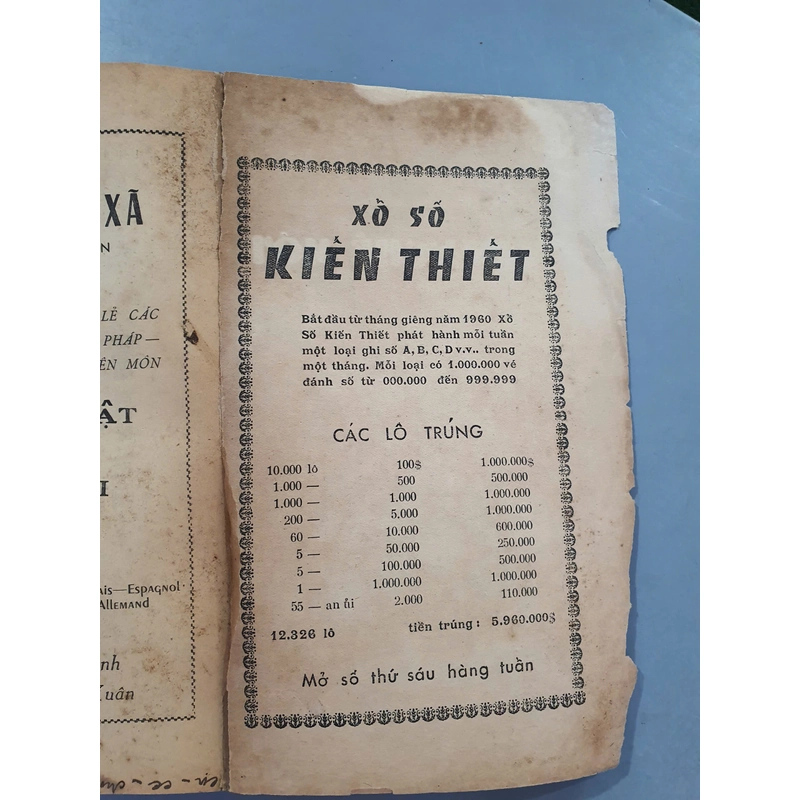 XÃ
LẺ CÁC
PHÁP—
MÔN
ẬT
I
Espagnol
Allemand
Xuân
XỔ SỐ
KIẾN THIẾT
Bắt đầu từ tháng giêng năm 1960 Xổ
Số Kiến Thiết phát hành mỗi tuần
một loại ghi số A, B, C, D v.v.. trong
một tháng. Mỗi loại có 1.000.000 vé
đánh số từ 000.000 đến 999.999
CÁC LÔ TRÚNG
10.000 lô 100$ 1.000.000$
1.000 — 500 500.000
1.000 — 1.000 1.000.000
200 — 5.000 1.000.000
60 — 10.000 600.000
5 — 50.000 250.000
5 — 100.000 500.000
1 — 1.000.000 1.000.000
55 — an ủi 2.000 110.000
12.326 lô tiền trúng : 5.960.000$
Mở số thứ sáu hàng tuần